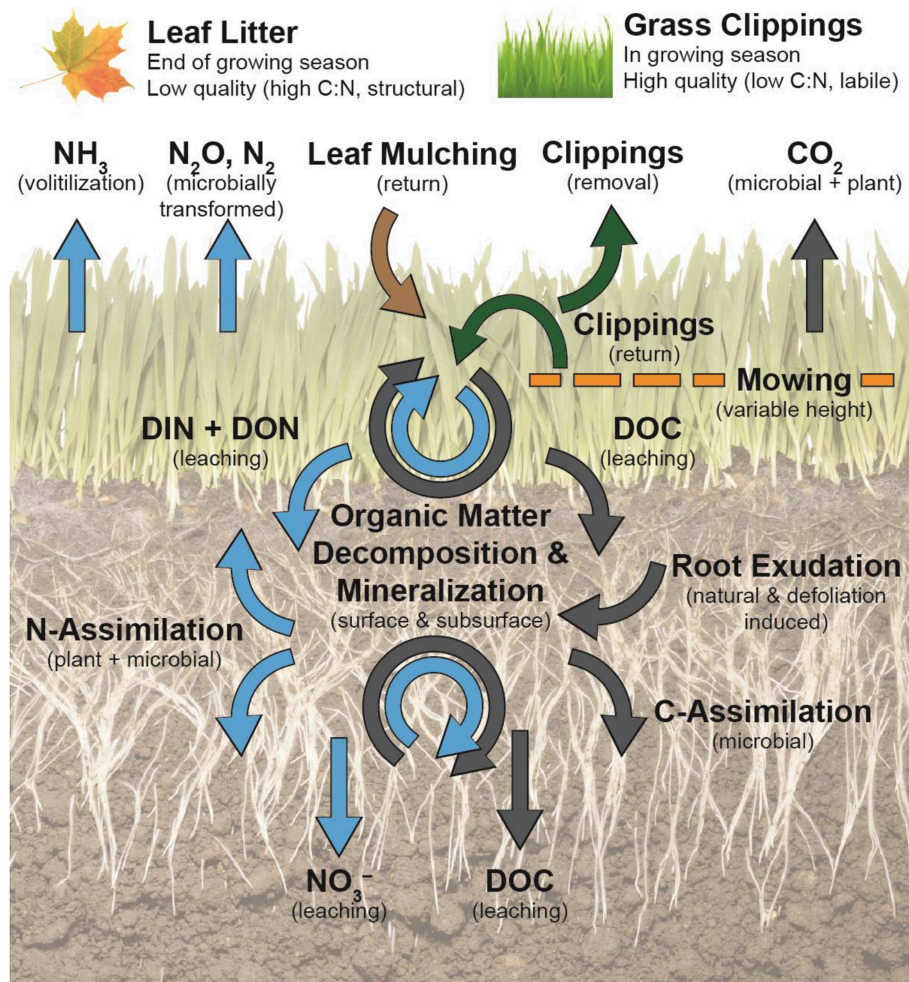 Leaf Litter
End of growing season
Low quality (high C:N, structural)
Grass Clippings
In growing season
High quality (low C:N, labile)
NH₃
(volitilization)
N₂O, N₂
(microbially
transformed)
Leaf Mulching
(return)
Clippings
(removal)
CO₂
(microbial + plant)
Clippings
(return)
Mowing
(variable height)
DIN + DON
(leaching)
DOC
(leaching)
Organic Matter
Decomposition &
Mineralization
(surface & subsurface)
Root Exudation
(natural & defoliation
induced)
N-Assimilation
(plant + microbial)
C-Assimilation
(microbial)
NO₃⁻
(leaching)
DOC
(leaching)